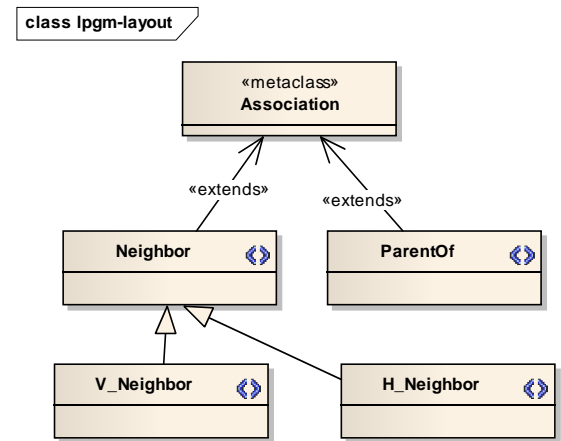 class lpgm-layout
«metaclass»
Association
«extends»
«extends»
Neighbor
ParentOf
V_Neighbor
H_Neighbor